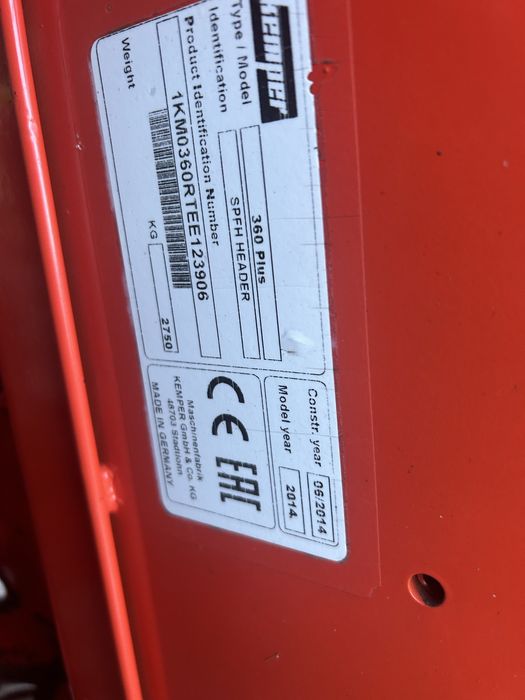 KEMPER
Type / Model 360 Plus
Identification SPFH HEADER
Product Identification Number
1KM0360RTEE123906
Weight KG 2750
Constr. year 06/2014
Model year 2014.
CE EAC
Maschinenfabrik
KEMPER GmbH & Co. KG
48703 Stadtlohn
MADE IN GERMANY